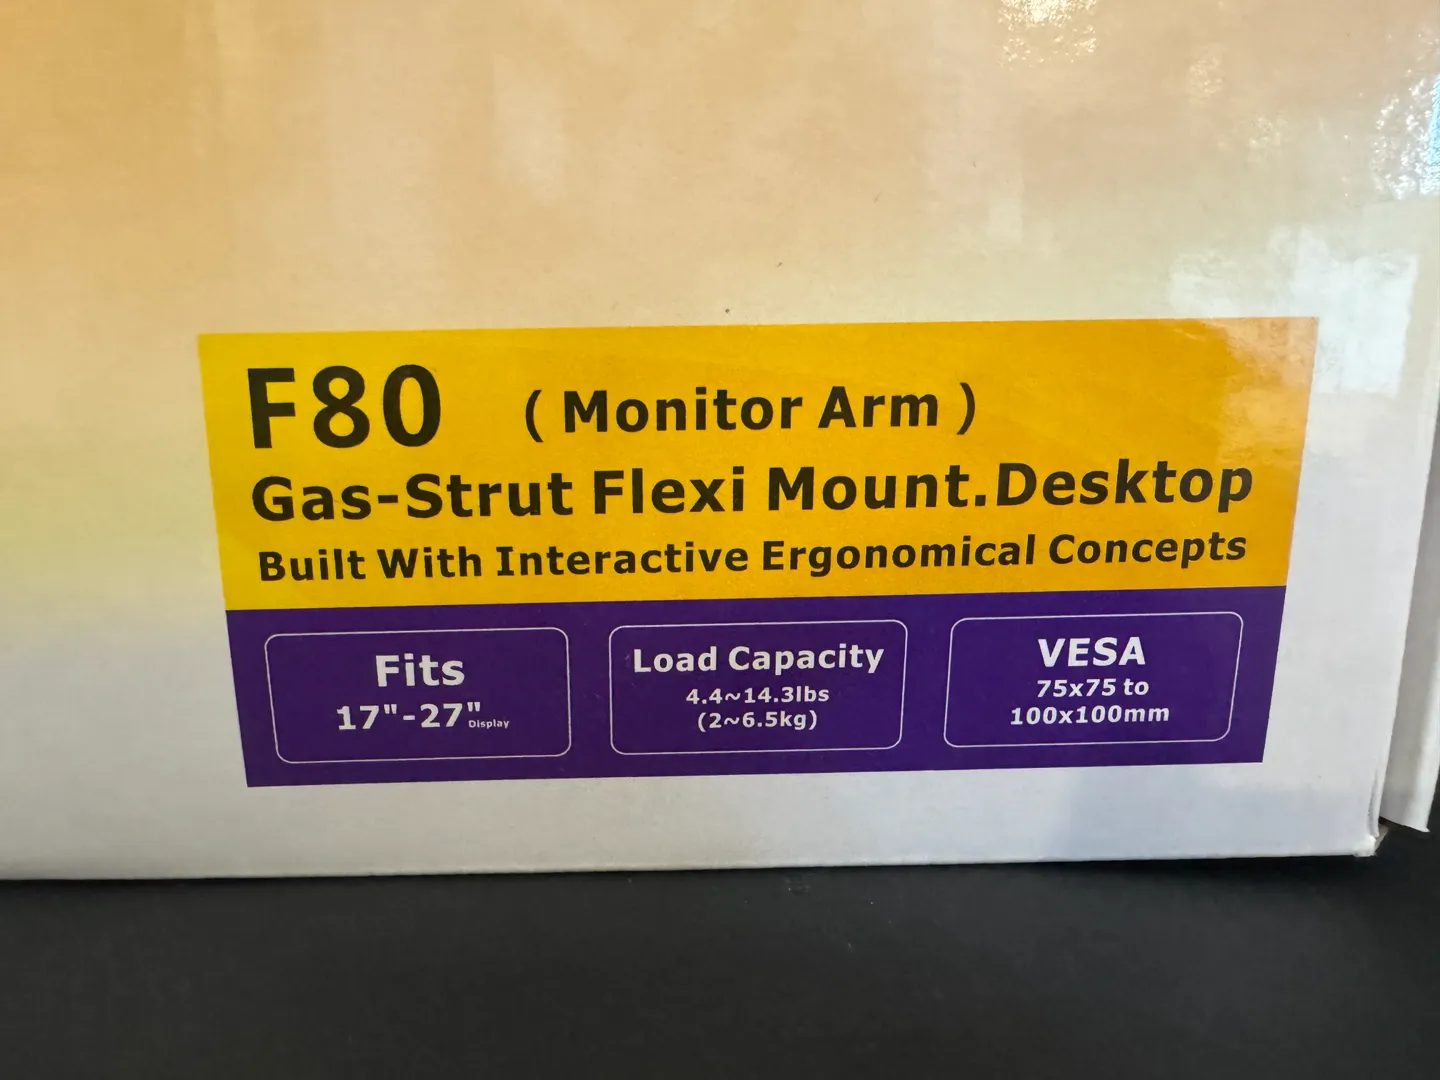 F80 ( Monitor Arm )
Gas-Strut Flexi Mount.Desktop
Built With Interactive Ergonomical Concepts
Fits
17"-27" Display
Load Capacity
4.4~14.3lbs
(2~6.5kg)
VESA
75x75 to
100x100mm